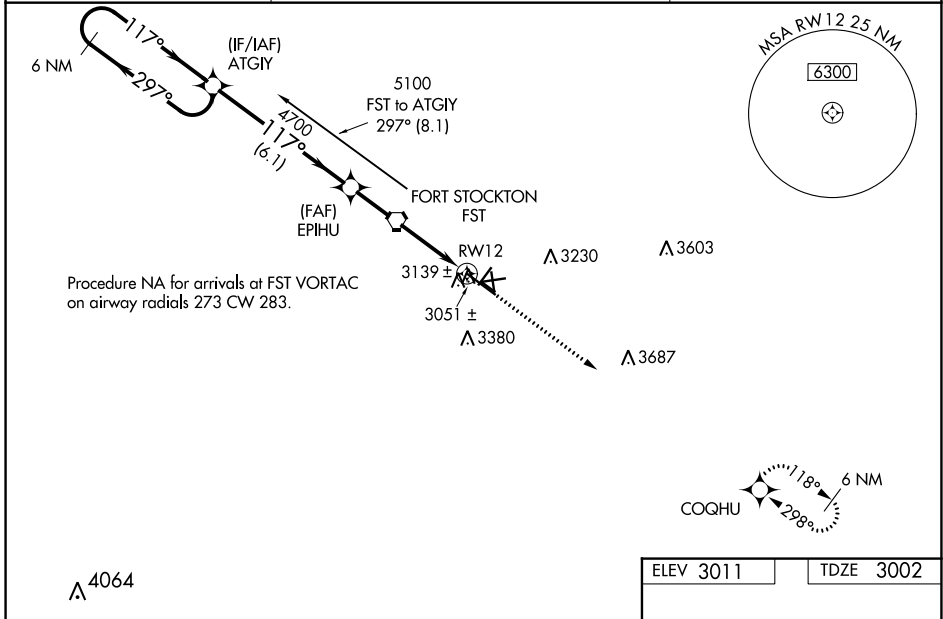 117°
6 NM
297°
(IF/IAF)
ATGIY
5100
FST to ATGIY
297° (8.1)
4700
117°
(6.1)
(FAF)
EPIHU
FORT STOCKTON
FST
RW12
3139 ±
3051 ±
3230
3603
3380
3687
Procedure NA for arrivals at FST VORTAC
on airway radials 273 CW 283.
MSA RW12 25 NM
6300
COQHU
118°
298°
6 NM
4064
ELEV 3011
TDZE 3002